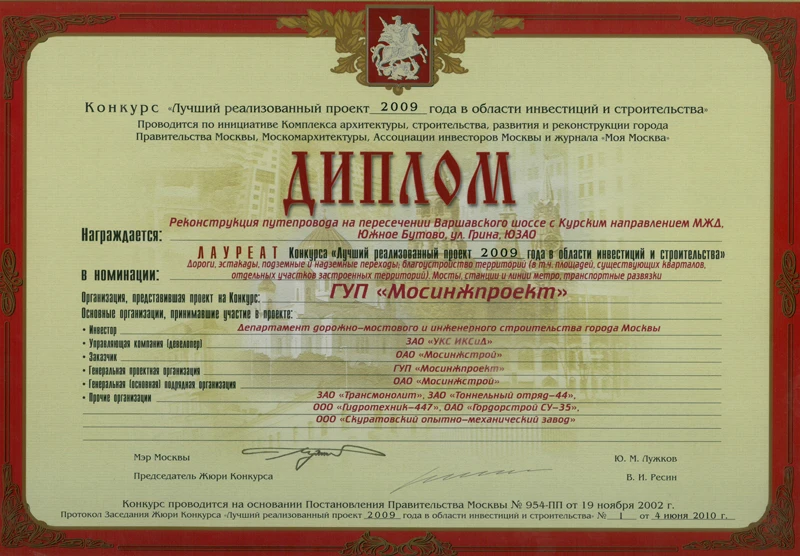 Конкурс «Лучший реализованный проект 2009 года в области инвестиций и строительства»
Проводится по инициативе Комплекса архитектуры, строительства, развития и реконструкции города
Правительства Москвы, Москомархитектуры, Ассоциации инвесторов Москвы и журнала «Моя Москва»
ДИПЛОМ
Реконструкция путепровода на пересечении Варшавского шоссе с Курским направлением МЖД,
Награждается: Южное Бутово, ул. Грина, ЮЗАО
ЛАУРЕАТ Конкурса «Лучший реализованный проект 2009 года в области инвестиций и строительства»
Дороги, эстакады, подземные и надземные переходы, благоустройство территорий (в т.ч. площадей, существующих кварталов,
в номинации: отдельных участков застроенных территорий). Мосты, станции и линии метро, транспортные развязки
Организация, представившая проект на Конкурс: ГУП «Мосинжпроект»
Основные организации, принимавшие участие в проекте:
• Инвестор Департамент дорожно-мостового и инженерного строительства города Москвы
• Управляющая компания (девелопер) ЗАО «УКС ИКСиД»
• Заказчик ОАО «Мосинжстрой»
• Генеральная проектная организация ГУП «Мосинжпроект»
• Генеральная (основная) подрядная организация ОАО «Мосинжстрой»
• Прочие организации ЗАО «Трансмонолит», ЗАО «Тоннельный отряд-44»,
ООО «Гидротехник-447», ОАО «Гордорстрой СУ-35»,
ООО «Скуратовский опытно-механический завод»
Мэр Москвы Ю. М. Лужков
Председатель Жюри Конкурса В. И. Ресин
Конкурс проводится на основании Постановления Правительства Москвы № 954-ПП от 19 ноября 2002 г.
Протокол Заседания Жюри Конкурса «Лучший реализованный проект 2009 года в области инвестиций и строительства» № 1 от 4 июня 2010 г.